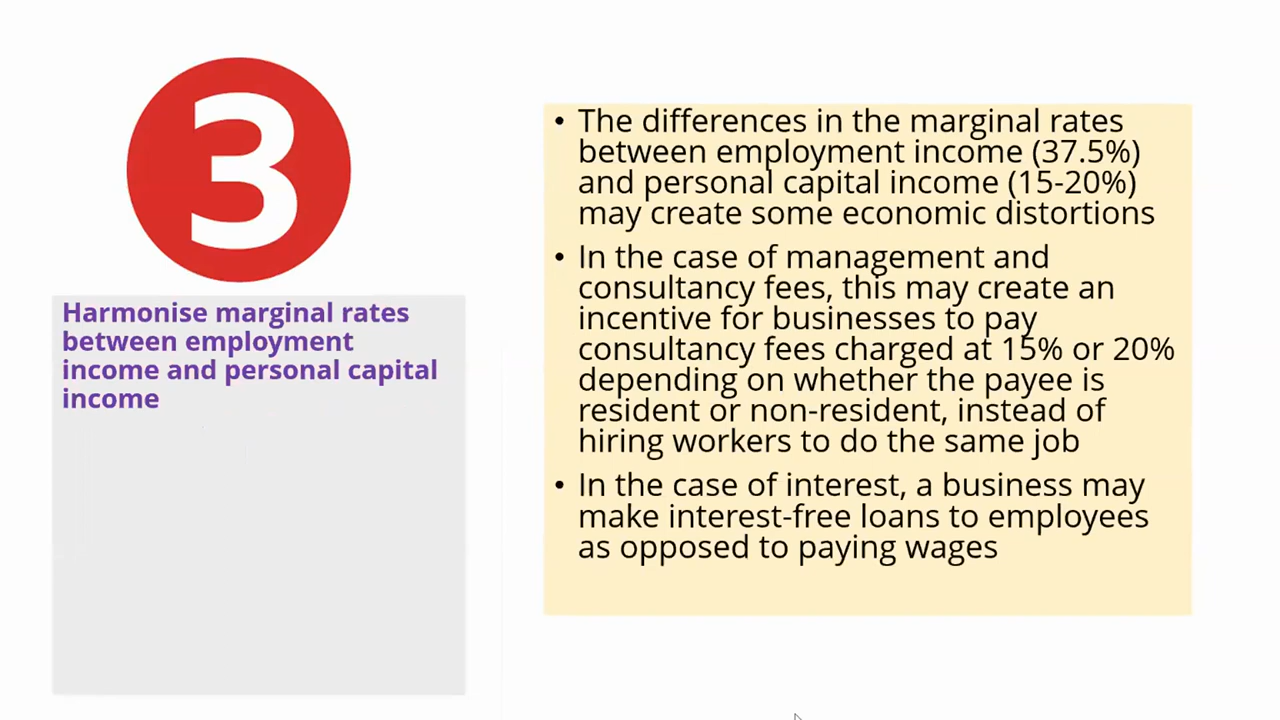 3
Harmonise marginal rates
between employment
income and personal capital
income
• The differences in the marginal rates
between employment income (37.5%)
and personal capital income (15-20%)
may create some economic distortions
• In the case of management and
consultancy fees, this may create an
incentive for businesses to pay
consultancy fees charged at 15% or 20%
depending on whether the payee is
resident or non-resident, instead of
hiring workers to do the same job
• In the case of interest, a business may
make interest-free loans to employees
as opposed to paying wages